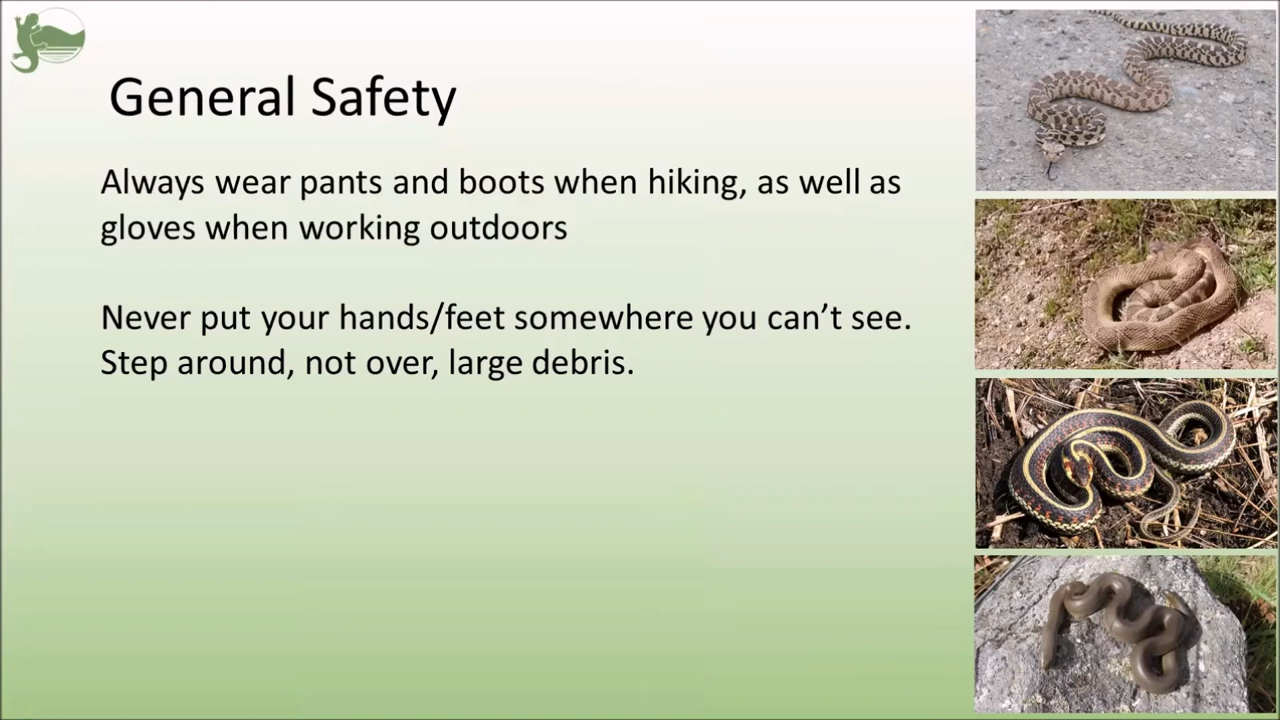 General Safety
Always wear pants and boots when hiking, as well as
gloves when working outdoors
Never put your hands/feet somewhere you can’t see.
Step around, not over, large debris.